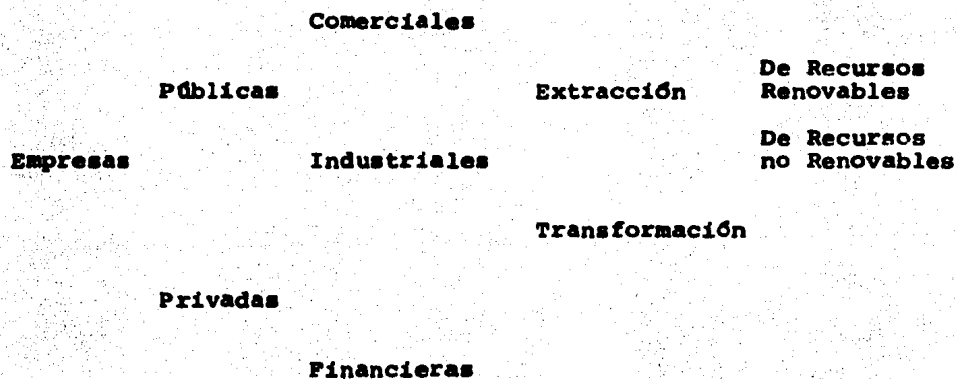 Comerciales
Públicas
Extracción
De Recursos
Renovables
Empresas
Industriales
De Recursos
no Renovables
Transformación
Privadas
Financieras